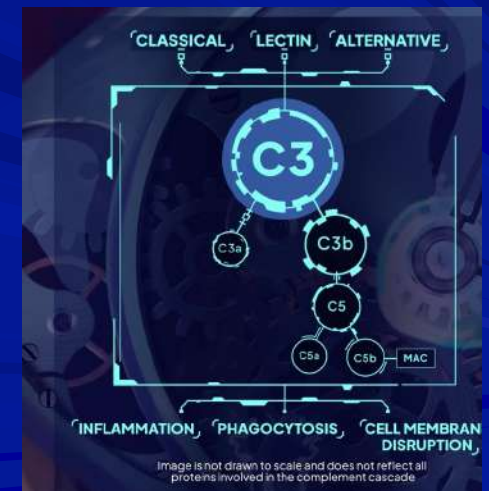 CLASSICAL LECTIN ALTERNATIVE
C3
C3a
C3b
C5
C5a C5b MAC
INFLAMMATION PHAGOCYTOSIS CELL MEMBRAN
DISRUPTION
Image is not drawn to scale and does not reflect all
proteins involved in the complement cascade